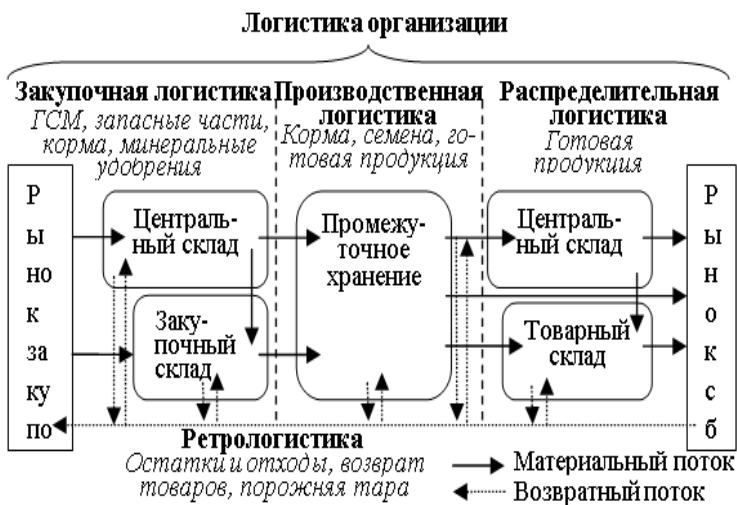 Логистика организации
Закупочная логистика
ГСМ, запасные части,
корма, минеральные
удобрения
Производственная
логистика
Корма, семена, го-
товая продукция
Распределительная
логистика
Готовая
продукция
Р
ы
но
к
за
ку
по
Централь-
ный склад
Заку-
почный
склад
Промежу-
точное
хранение
Централь-
ный склад
Товарный
склад
Р
ы
н
о
к
с
б
Ретрологистика
Остатки и отходы, возврат
товаров, порожняя тара
Материальный поток
Возвратный поток